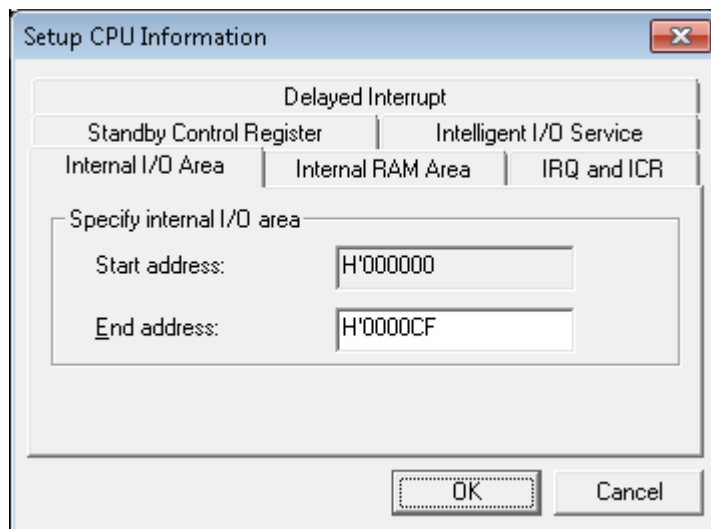 Setup CPU Information
Delayed Interrupt
Standby Control Register Intelligent I/O Service
Internal I/O Area Internal RAM Area IRQ and ICR
Specify internal I/O area
Start address: H'000000
End address: H'0000CF
OK Cancel